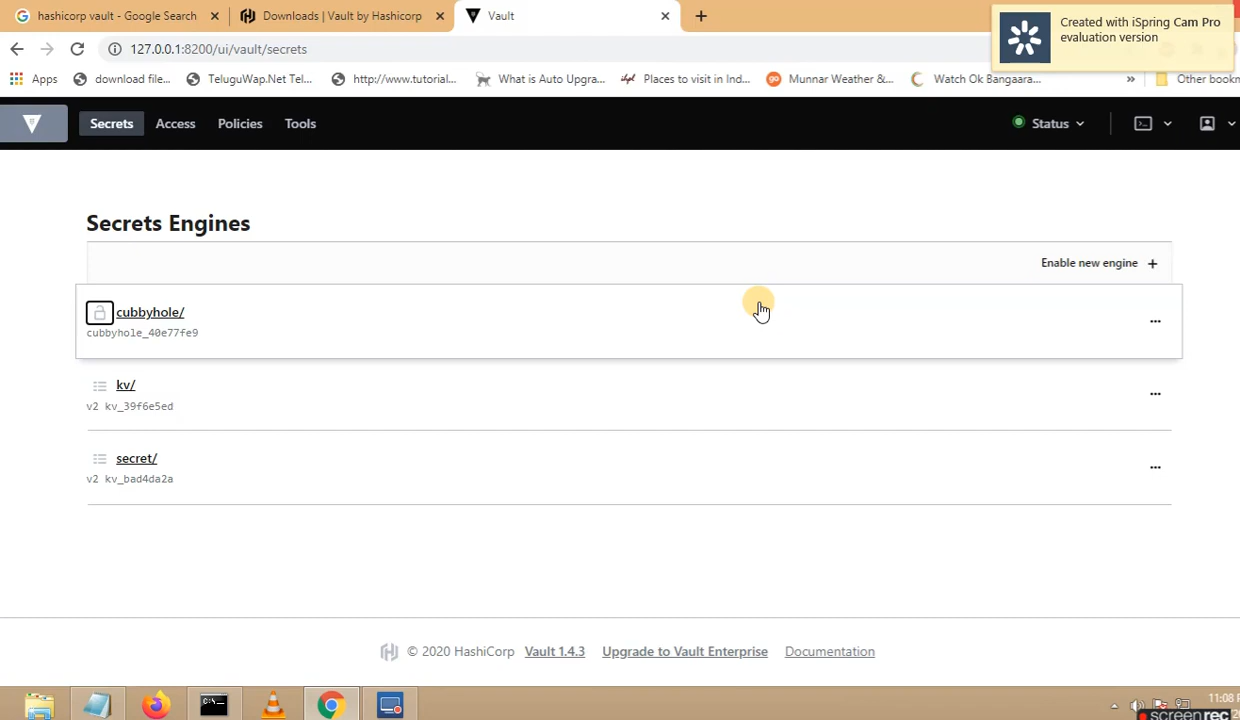 hashicorp vault - Google Search
Downloads | Vault by Hashicorp
Vault
Created with iSpring Cam Pro
evaluation version
127.0.0.1:8200/ui/vault/secrets
Apps
download file...
TeluguWap.Net Tel...
http://www.tutorial...
What is Auto Upgra...
Places to visit in Ind...
go
Munnar Weather &...
Watch Ok Bangaara...
»
Other bookm
Secrets
Access
Policies
Tools
Status
Secrets Engines
Enable new engine +
cubbyhole/
cubbyhole_40e77fe9
kv/
v2 kv_39f6e5ed
secret/
v2 kv_bad4da2a
© 2020 HashiCorp Vault 1.4.3 Upgrade to Vault Enterprise Documentation
11:08 P
screenrec